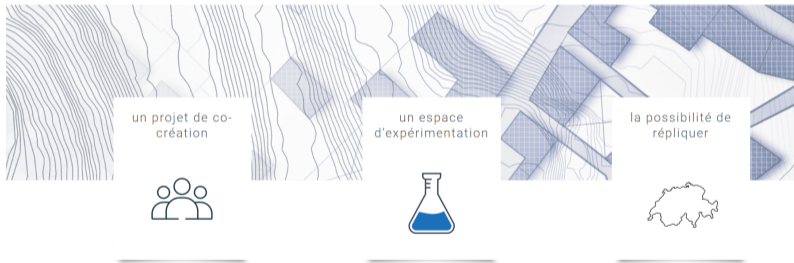 un projet de co-
création
un espace
d'expérimentation
la possibilité de
répliquer